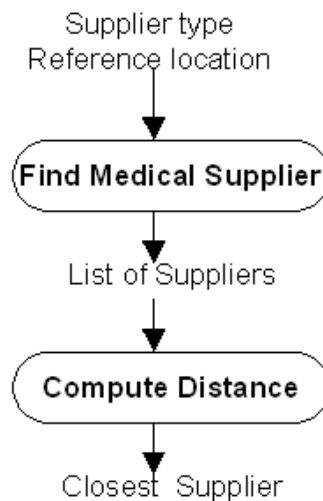 Supplier type
Reference location
Find Medical Supplier
List of Suppliers
Compute Distance
Closest Supplier